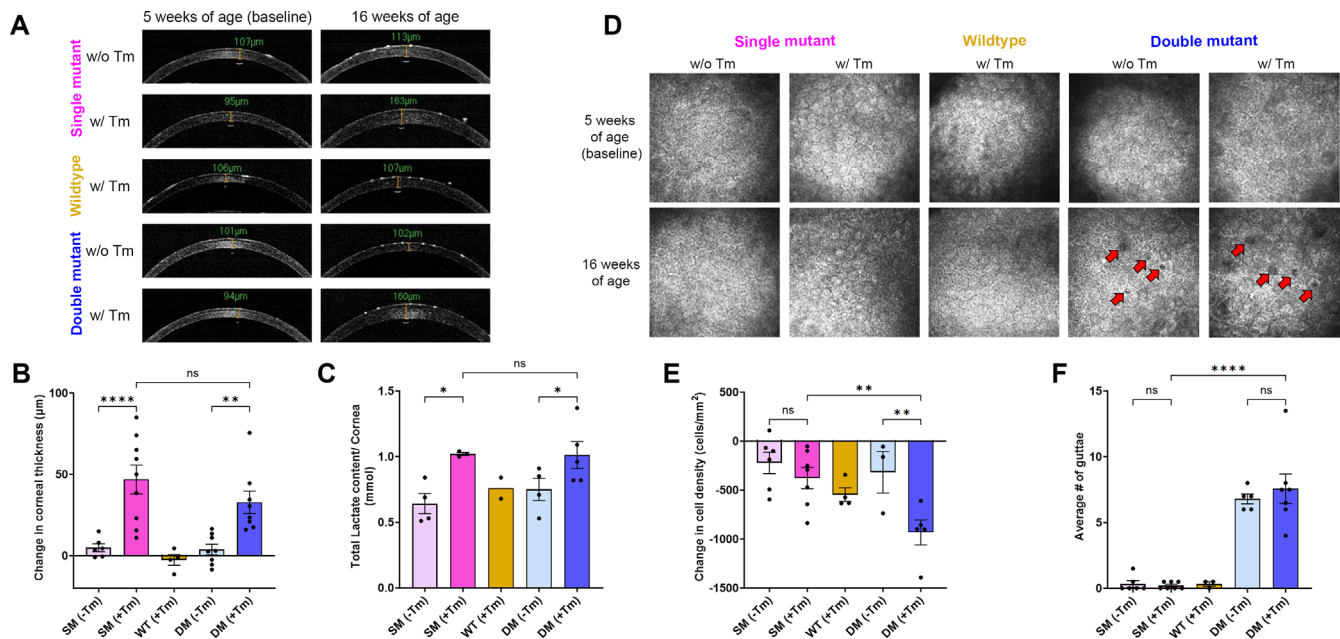 A
5 weeks of age (baseline)
16 weeks of age
Single mutant
w/o Tm
107µm
113µm
w/ Tm
95µm
163µm
Wildtype
w/ Tm
106µm
107µm
Double mutant
w/o Tm
101µm
102µm
w/ Tm
94µm
160µm
D
Single mutant
Wildtype
Double mutant
w/o Tm
w/ Tm
w/ Tm
w/o Tm
w/ Tm
5 weeks
of age
(baseline)
16 weeks
of age
B
Change in corneal thickness (µm)
100
50
0
ns
****
**
SM (-Tm)
SM (+Tm)
WT (+Tm)
DM (-Tm)
DM (+Tm)
C
Total Lactate content/ Cornea
(mmol)
1.5
1.0
0.5
0.0
ns
*
*
SM (-Tm)
SM (+Tm)
WT (+Tm)
DM (-Tm)
DM (+Tm)
E
Change in cell density (cells/mm²)
500
0
-500
-1000
-1500
**
ns
**
SM (-Tm)
SM (+Tm)
WT (+Tm)
DM (-Tm)
DM (+Tm)
F
Average # of guttae
15
10
5
0
****
ns
ns
SM (-Tm)
SM (+Tm)
WT (+Tm)
DM (-Tm)
DM (+Tm)